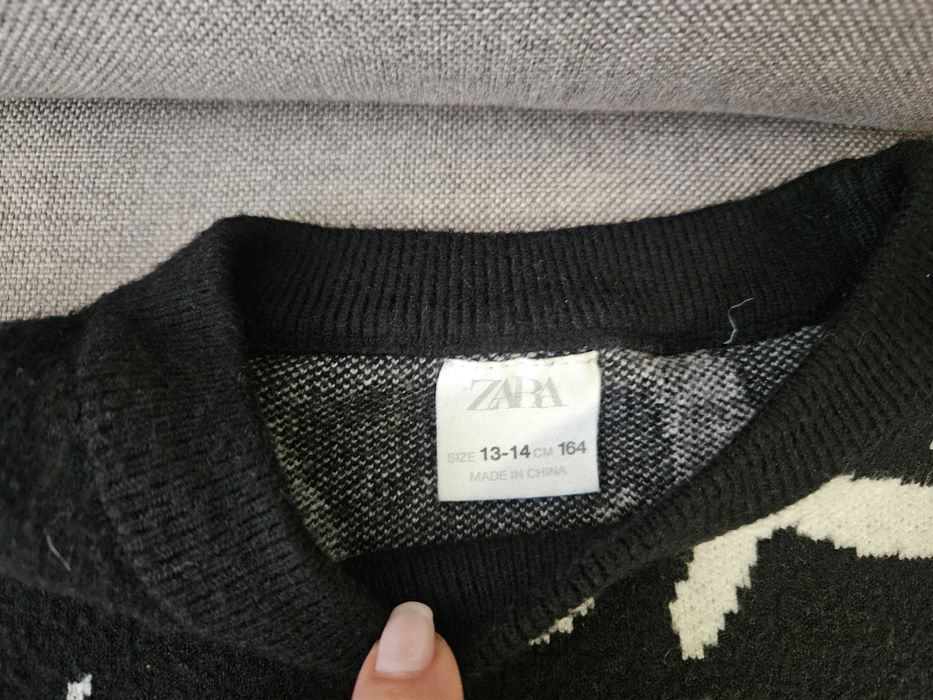 ZARA
SIZE 13-14 CM 164
MADE IN CHINA